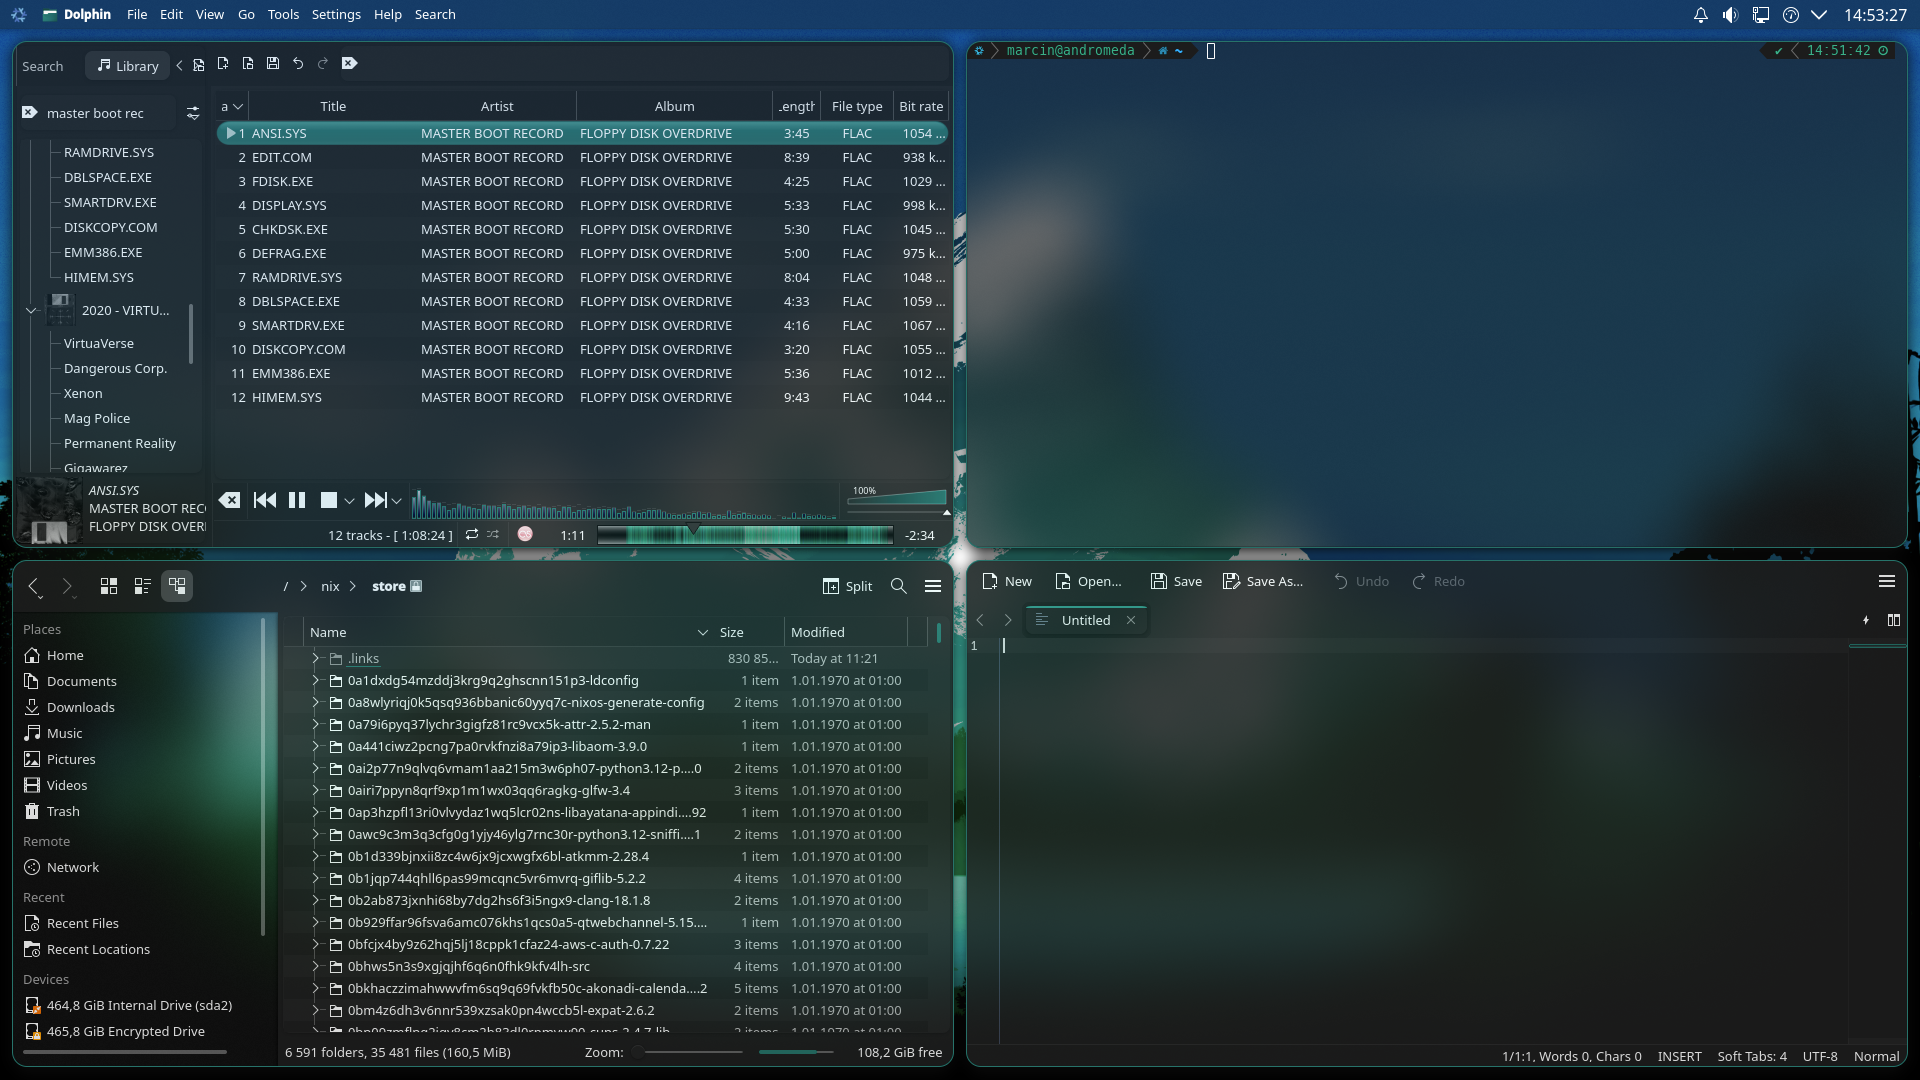 Dolphin File Edit View Go Tools Settings Help Search 14:53:27
Search Library
master boot rec
RAMDRIVE.SYS
DBLSPACE.EXE
SMARTDRV.EXE
DISKCOPY.COM
EMM386.EXE
HIMEM.SYS
2020 - VIRTU...
VirtuaVerse
Dangerous Corp.
Xenon
Mag Police
Permanent Reality
Gigawarez
ANSI.SYS
MASTER BOOT REC
FLOPPY DISK OVER
a Title Artist Album Length File type Bit rate
1 ANSI.SYS MASTER BOOT RECORD FLOPPY DISK OVERDRIVE 3:45 FLAC 1054 ...
2 EDIT.COM MASTER BOOT RECORD FLOPPY DISK OVERDRIVE 8:39 FLAC 938 k...
3 FDISK.EXE MASTER BOOT RECORD FLOPPY DISK OVERDRIVE 4:25 FLAC 1029 ...
4 DISPLAY.SYS MASTER BOOT RECORD FLOPPY DISK OVERDRIVE 5:33 FLAC 998 k...
5 CHKDSK.EXE MASTER BOOT RECORD FLOPPY DISK OVERDRIVE 5:30 FLAC 1045 ...
6 DEFRAG.EXE MASTER BOOT RECORD FLOPPY DISK OVERDRIVE 5:00 FLAC 975 k...
7 RAMDRIVE.SYS MASTER BOOT RECORD FLOPPY DISK OVERDRIVE 8:04 FLAC 1048 ...
8 DBLSPACE.EXE MASTER BOOT RECORD FLOPPY DISK OVERDRIVE 4:33 FLAC 1059 ...
9 SMARTDRV.EXE MASTER BOOT RECORD FLOPPY DISK OVERDRIVE 4:16 FLAC 1067 ...
10 DISKCOPY.COM MASTER BOOT RECORD FLOPPY DISK OVERDRIVE 3:20 FLAC 1055 ...
11 EMM386.EXE MASTER BOOT RECORD FLOPPY DISK OVERDRIVE 5:36 FLAC 1012 ...
12 HIMEM.SYS MASTER BOOT RECORD FLOPPY DISK OVERDRIVE 9:43 FLAC 1044 ...
100%
12 tracks - [ 1:08:24 ] 1:11 -2:34
marcin@andromeda ~ ✔ 14:51:42
/ > nix > store Split
Places
Home
Documents
Downloads
Music
Pictures
Videos
Trash
Remote
Network
Recent
Recent Files
Recent Locations
Devices
464,8 GiB Internal Drive (sda2)
465,8 GiB Encrypted Drive
Name Size Modified
.links 830 85... Today at 11:21
0a1dxdg54mzddj3krg9q2ghscnn151p3-ldconfig 1 item 1.01.1970 at 01:00
0a8wlyriqj0k5qsq936bbanic60yyq7c-nixos-generate-config 2 items 1.01.1970 at 01:00
0a79i6pyq37lychr3gigfz81rc9vcx5k-attr-2.5.2-man 1 item 1.01.1970 at 01:00
0a441ciwz2pcng7pa0rvkfnzi8a79ip3-libaom-3.9.0 1 item 1.01.1970 at 01:00
0ai2p77n9qlvq6vmam1aa215m3w6ph07-python3.12-p....0 2 items 1.01.1970 at 01:00
0airi7ppyn8qrf9xp1m1wx03qq6ragkg-glfw-3.4 3 items 1.01.1970 at 01:00
0ap3hzpfl13ri0vlvydaz1wq5lcr02ns-libayatana-appindi....92 1 item 1.01.1970 at 01:00
0awc9c3m3q3cfg0g1yjy46ylg7rnc30r-python3.12-sniffi....1 2 items 1.01.1970 at 01:00
0b1d339bjnxii8zc4w6jx9jcxwgfx6bl-atkmm-2.28.4 1 item 1.01.1970 at 01:00
0b1jqp744qhll6pas99mcqnc5vr6mvrq-giflib-5.2.2 4 items 1.01.1970 at 01:00
0b2ab873jxnhi68by7dg2hs6f3i5ngx9-clang-18.1.8 2 items 1.01.1970 at 01:00
0b929ffar96fsva6amc076khs1qcs0a5-qtwebchannel-5.15.... 1 item 1.01.1970 at 01:00
0bfcjx4by9z62hqj5lj18cppk1cfaz24-aws-c-auth-0.7.22 3 items 1.01.1970 at 01:00
0bhws5n3s9xgjqjhf6q6n0fhk9kfv4lh-src 4 items 1.01.1970 at 01:00
0bkhaczzimahwwvfm6sq9q69fvkfb50c-akonadi-calenda....2 5 items 1.01.1970 at 01:00
0bm4z6dh3v6nnr539xzsak0pn4wccb5l-expat-2.6.2 2 items 1.01.1970 at 01:00
6 591 folders, 35 481 files (160,5 MiB) Zoom: 108,2 GiB free
New Open... Save Save As... Undo Redo
Untitled
1
1/1:1, Words 0, Chars 0 INSERT Soft Tabs: 4 UTF-8 Normal